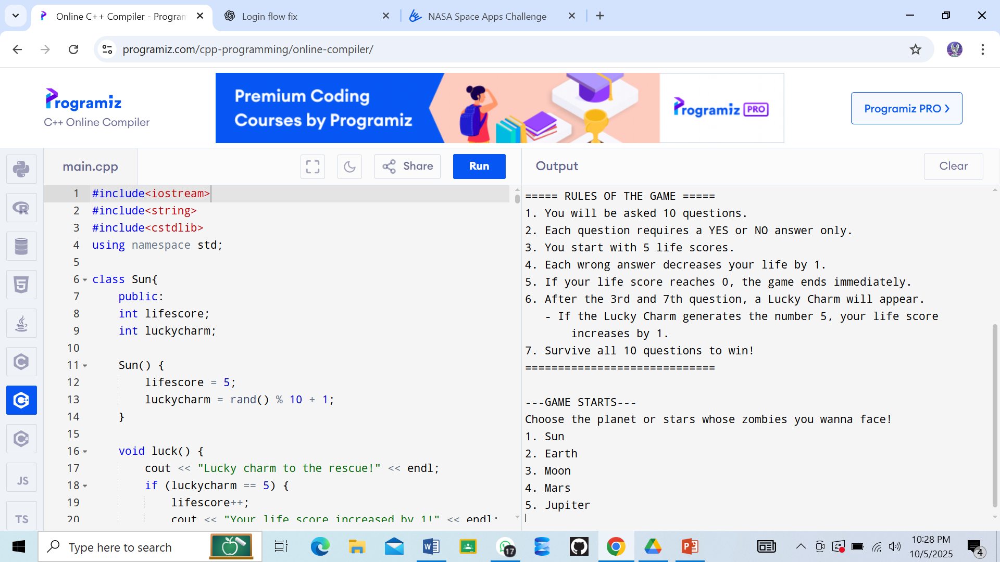 Online C++ Compiler - Program
Login flow fix
NASA Space Apps Challenge
programiz.com/cpp-programming/online-compiler/
Programiz
C++ Online Compiler
Premium Coding
Courses by Programiz
Programiz PRO
Programiz PRO
main.cpp
Share
Run
Output
Clear
1 #include<iostream>
2 #include<string>
3 #include<cstdlib>
4 using namespace std;
5
6 class Sun{
7 public:
8 int lifescore;
9 int luckycharm;
10
11 Sun() {
12 lifescore = 5;
13 luckycharm = rand() % 10 + 1;
14 }
15
16 void luck() {
17 cout << "Lucky charm to the rescue!" << endl;
18 if (luckycharm == 5) {
19 lifescore++;
20 cout << "Your life score increased by 1!" << endl;
===== RULES OF THE GAME =====
1. You will be asked 10 questions.
2. Each question requires a YES or NO answer only.
3. You start with 5 life scores.
4. Each wrong answer decreases your life by 1.
5. If your life score reaches 0, the game ends immediately.
6. After the 3rd and 7th question, a Lucky Charm will appear.
- If the Lucky Charm generates the number 5, your life score
increases by 1.
7. Survive all 10 questions to win!
=============================
---GAME STARTS---
Choose the planet or stars whose zombies you wanna face!
1. Sun
2. Earth
3. Moon
4. Mars
5. Jupiter
JS
TS
Type here to search
17
10:28 PM
10/5/2025
4